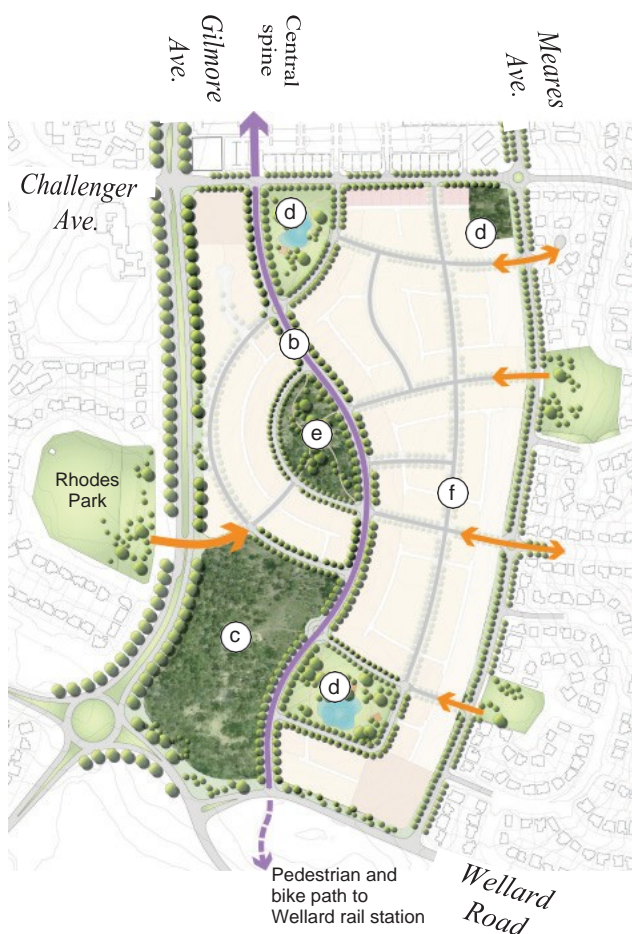 Gilmore
Ave.
Central
spine
Meares
Ave.
Challenger
Ave.
d
d
b
e
Rhodes
Park
f
c
d
Pedestrian and
bike path to
Wellard rail station
Wellard
Road